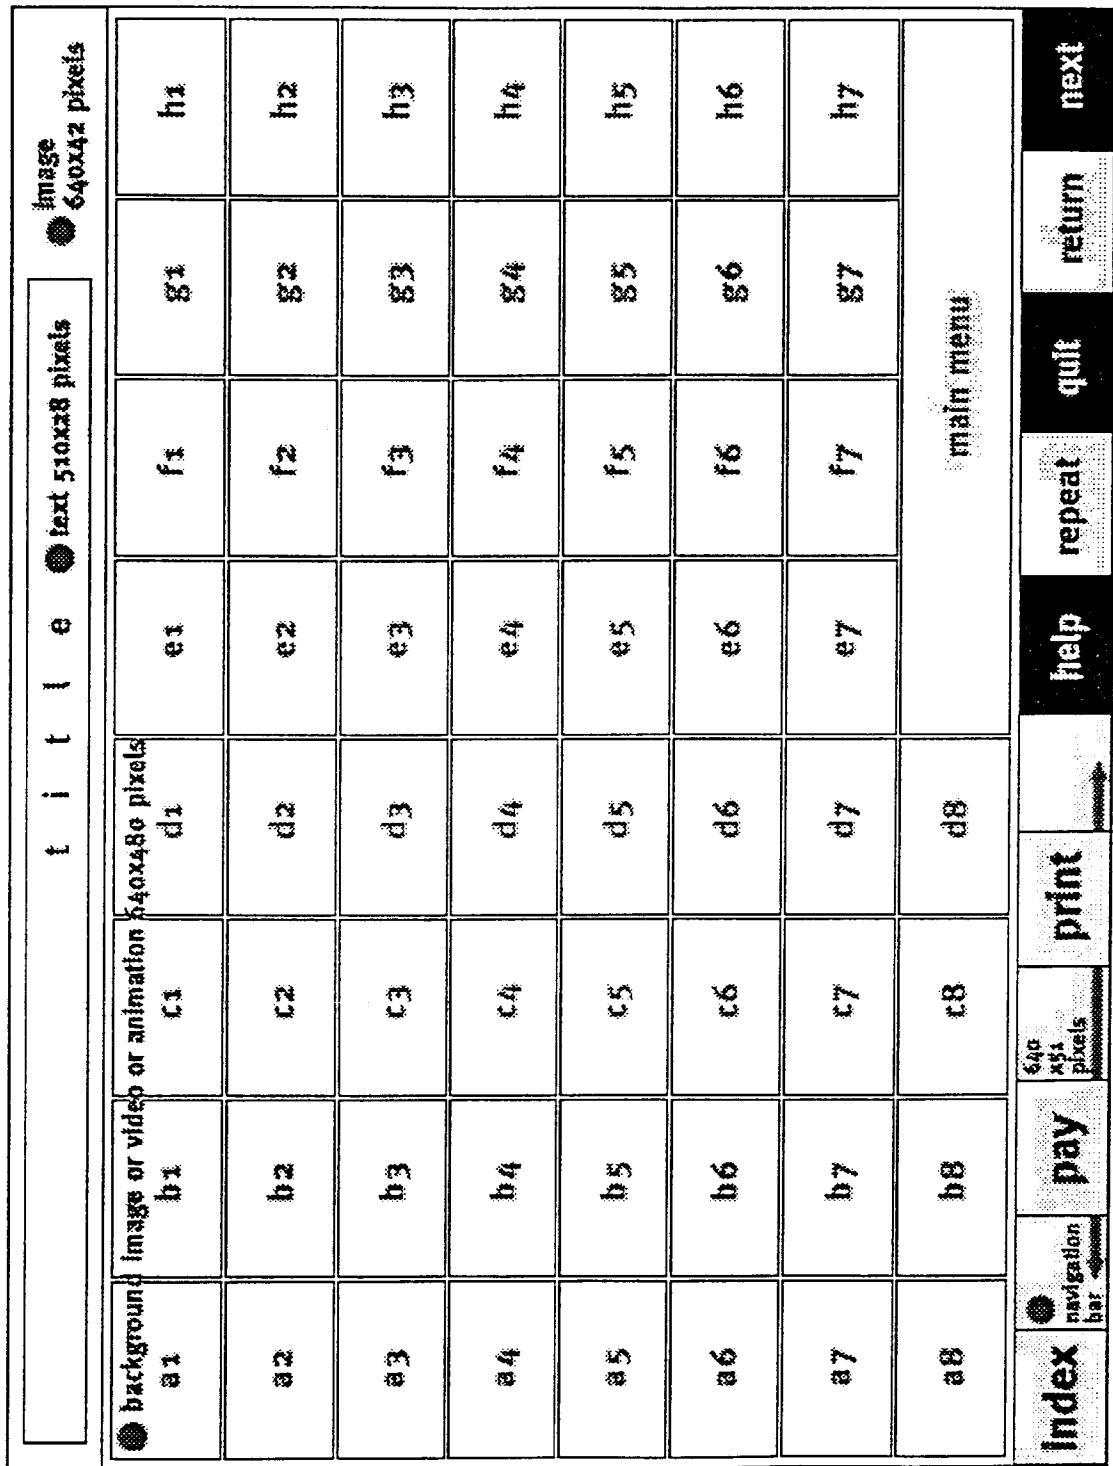 t i t l e
text 510x28 pixels
image
640x42 pixels
background image or video or animation 640x480 pixels
a1 b1 c1 d1 e1 f1 g1 h1
a2 b2 c2 d2 e2 f2 g2 h2
a3 b3 c3 d3 e3 f3 g3 h3
a4 b4 c4 d4 e4 f4 g4 h4
a5 b5 c5 d5 e5 f5 g5 h5
a6 b6 c6 d6 e6 f6 g6 h6
a7 b7 c7 d7 e7 f7 g7 h7
a8 b8 c8 d8 main menu
index
navigation
bar
pay
640
x51
pixels
print
help
repeat
quit
return
next